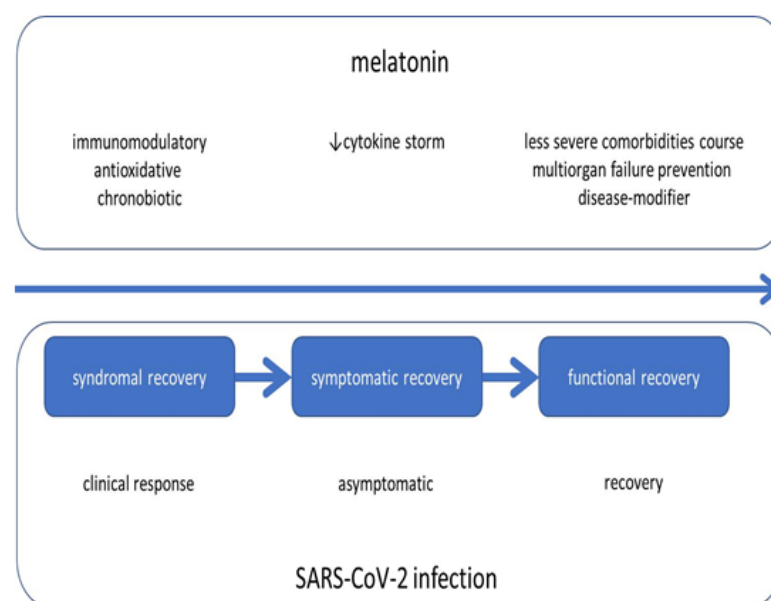 melatonin
immunomodulatory
antioxidative
chronobiotic
↓cytokine storm
less severe comorbidities course
multiorgan failure prevention
disease-modifier
syndromal recovery
symptomatic recovery
functional recovery
clinical response
asymptomatic
recovery
SARS-CoV-2 infection